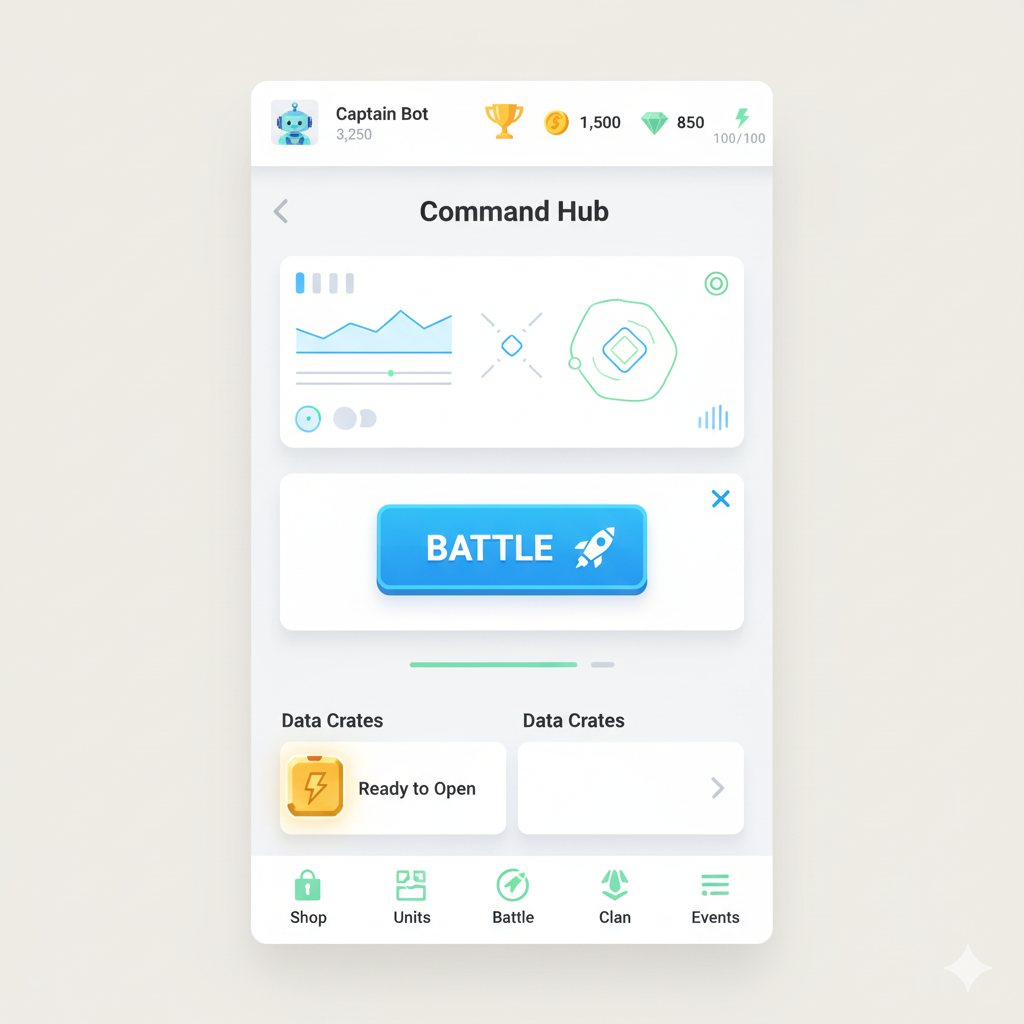 Captain Bot
3,250
1,500
850
100/100
Command Hub
BATTLE
Data Crates
Data Crates
Ready to Open
Shop
Units
Battle
Clan
Events